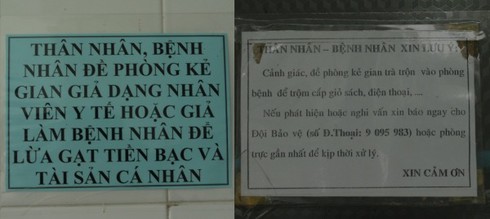 THÂN NHÂN, BỆNH
NHÂN ĐỀ PHÒNG KẺ
GIAN GIẢ DẠNG NHÂN
VIÊN Y TẾ HOẶC GIẢ
LÀM BỆNH NHÂN ĐỂ
LỪA GẠT TIỀN BẠC VÀ
TÀI SẢN CÁ NHÂN
THÂN NHÂN – BỆNH NHÂN XIN LƯU Ý:
Cảnh giác, đề phòng kẻ gian trà trộn vào phòng
bệnh để trộm cắp giỏ sách, điện thoại, ....
Nếu phát hiện hoặc nghi vấn xin báo ngay cho
Đội Bảo vệ (số Đ.Thoại: 9 095 983) hoặc phòng
trực gần nhất để kịp thời xử lý.
XIN CẢM ƠN